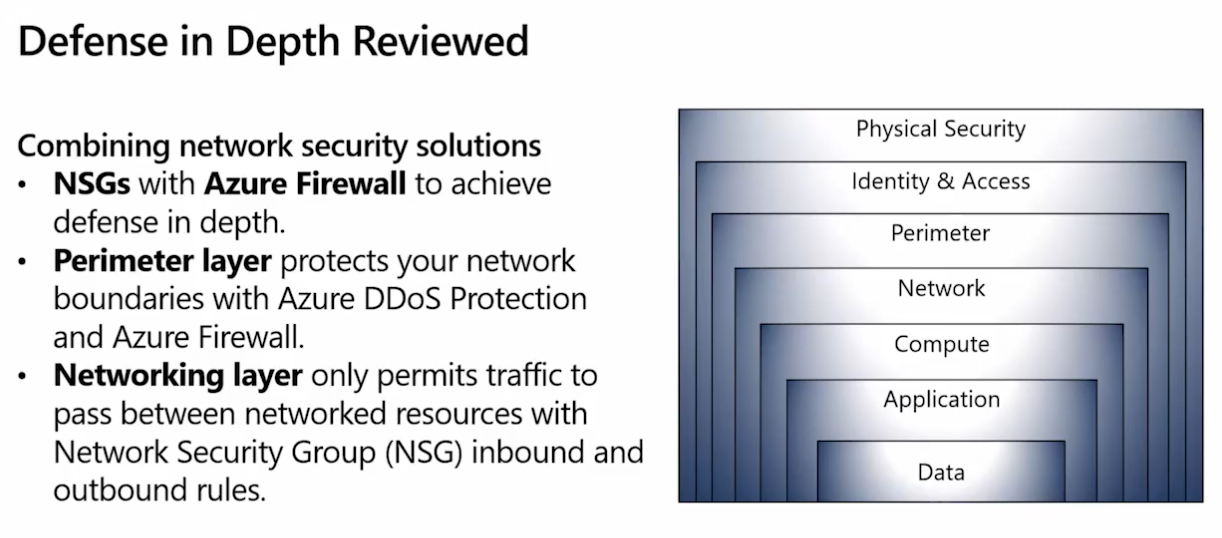 Defense in Depth Reviewed
Combining network security solutions
• NSGs with Azure Firewall to achieve
defense in depth.
• Perimeter layer protects your network
boundaries with Azure DDoS Protection
and Azure Firewall.
• Networking layer only permits traffic to
pass between networked resources with
Network Security Group (NSG) inbound and
outbound rules.
Physical Security
Identity & Access
Perimeter
Network
Compute
Application
Data